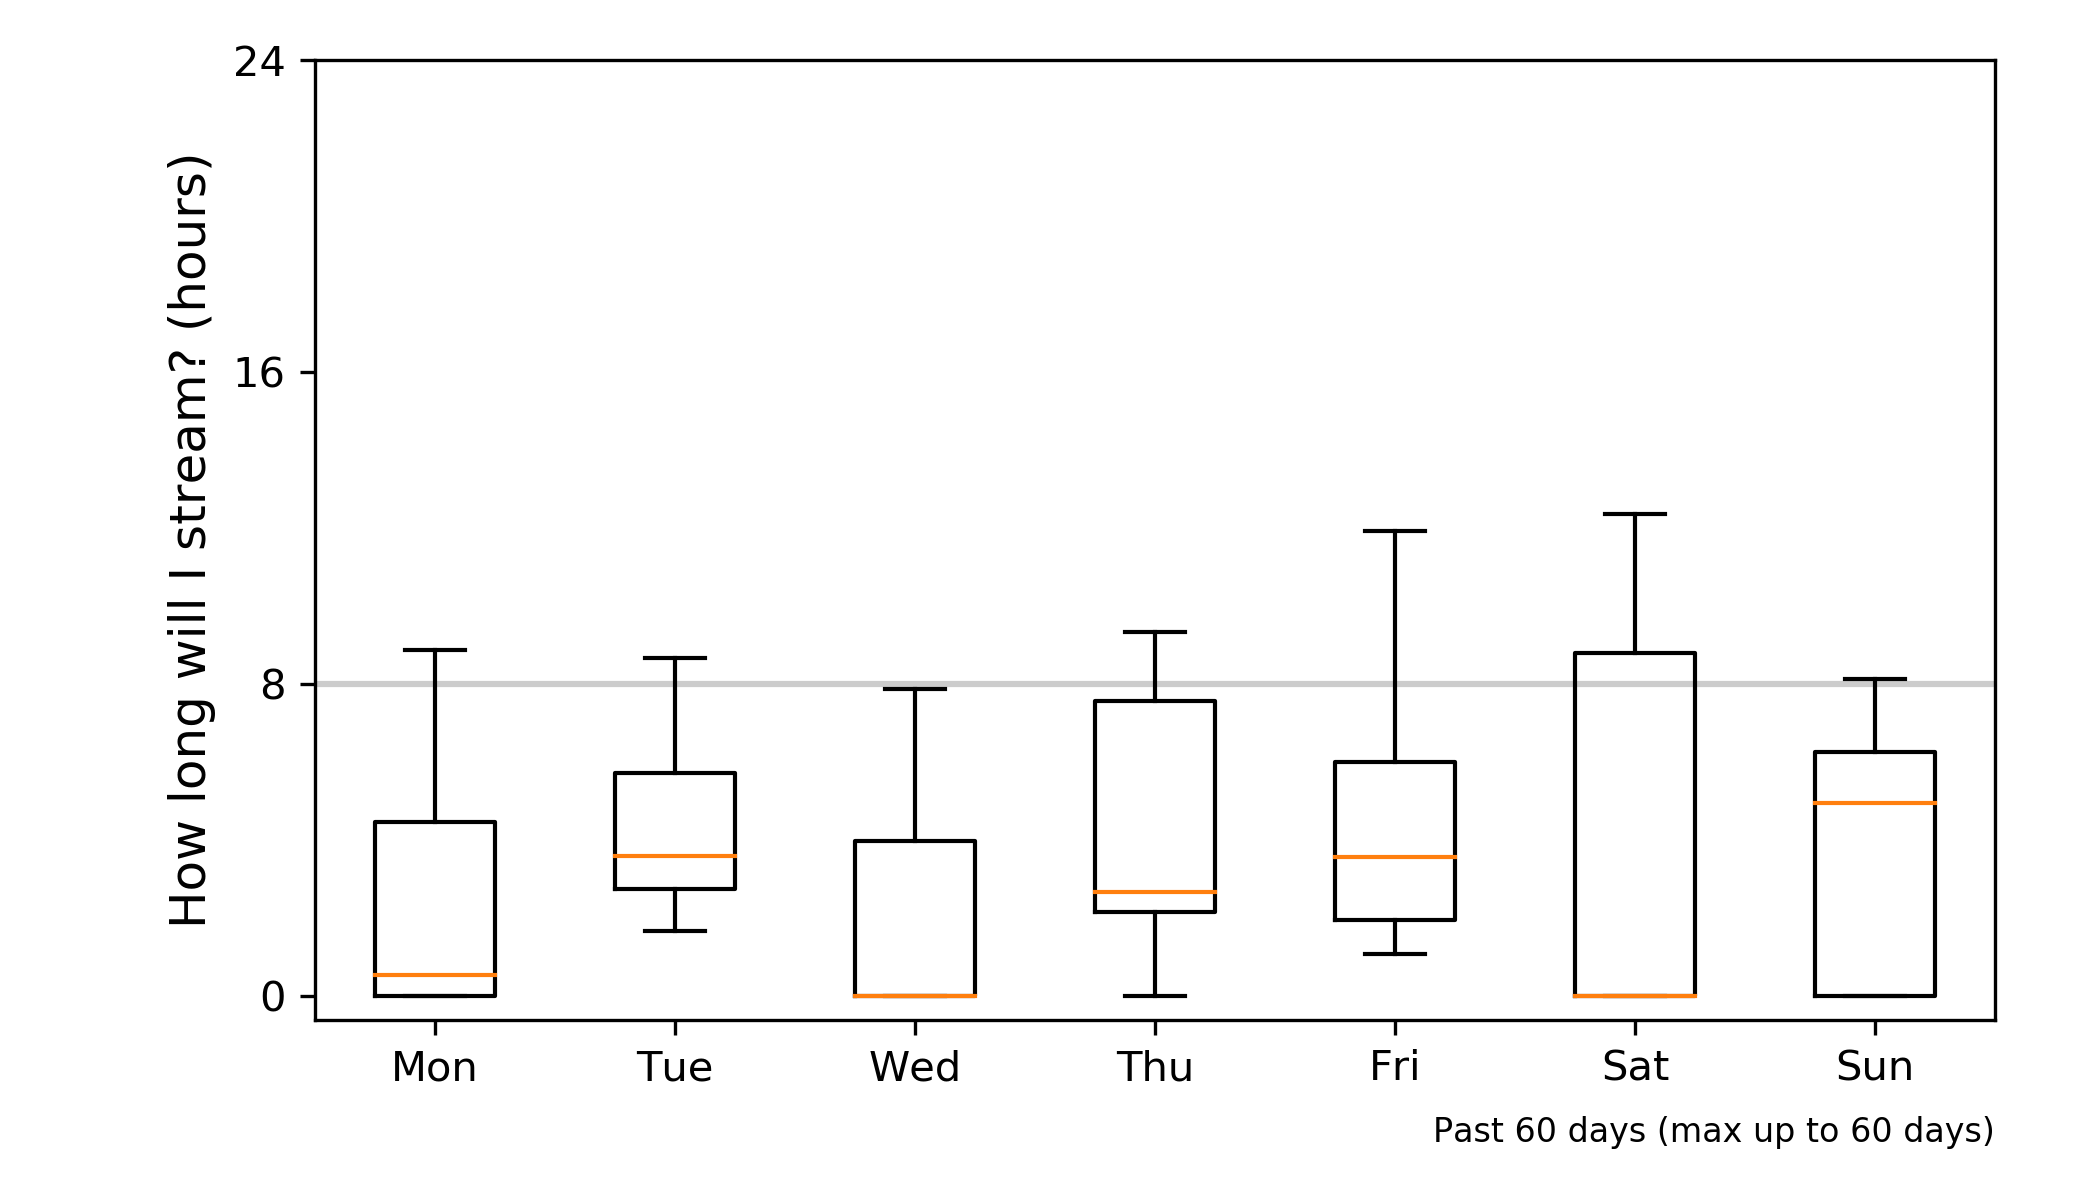 How long will I stream? (hours)
24
16
8
0
Mon Tue Wed Thu Fri Sat Sun
Past 60 days (max up to 60 days)